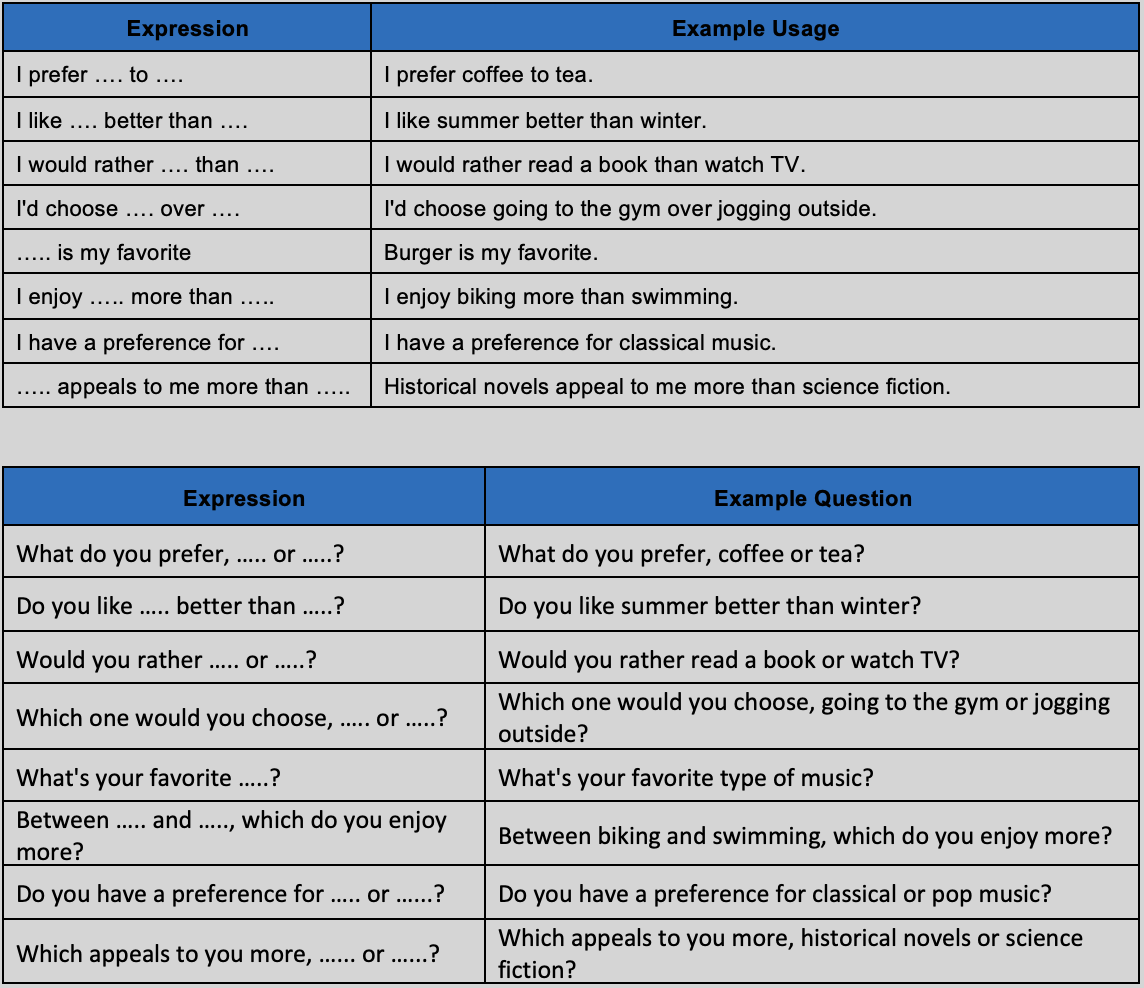 Expression Example Usage
I prefer …. to …. I prefer coffee to tea.
I like …. better than …. I like summer better than winter.
I would rather …. than …. I would rather read a book than watch TV.
I'd choose …. over …. I'd choose going to the gym over jogging outside.
….. is my favorite Burger is my favorite.
I enjoy ….. more than ….. I enjoy biking more than swimming.
I have a preference for …. I have a preference for classical music.
….. appeals to me more than ….. Historical novels appeal to me more than science fiction.
Expression Example Question
What do you prefer, ….. or …..? What do you prefer, coffee or tea?
Do you like ….. better than …..? Do you like summer better than winter?
Would you rather ….. or …..? Would you rather read a book or watch TV?
Which one would you choose, ….. or …..? Which one would you choose, going to the gym or jogging
outside?
What's your favorite …..? What's your favorite type of music?
Between ….. and ….., which do you enjoy
more?
Between biking and swimming, which do you enjoy more?
Do you have a preference for ….. or ……? Do you have a preference for classical or pop music?
Which appeals to you more, …... or …...? Which appeals to you more, historical novels or science
fiction?